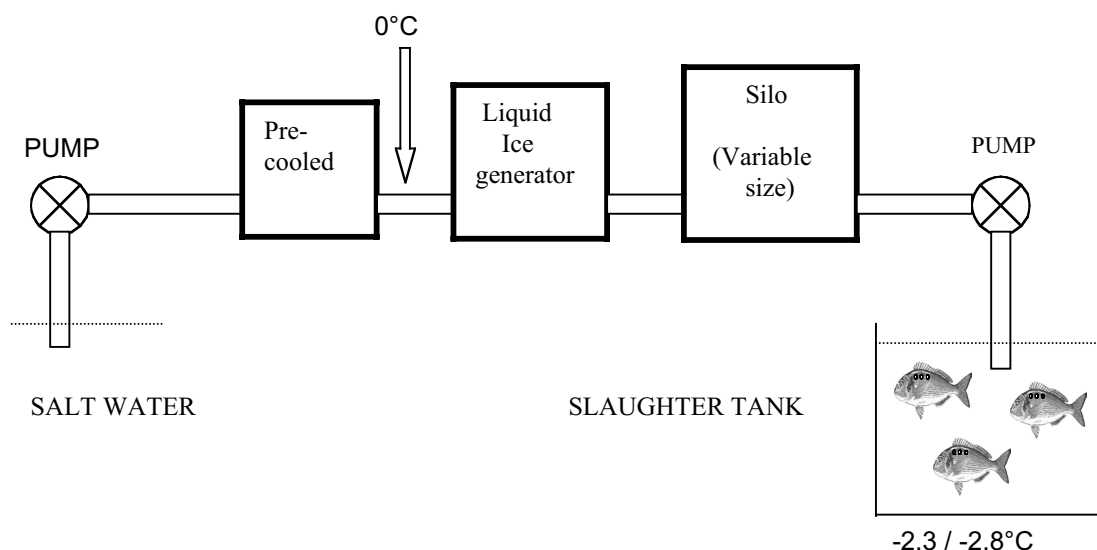 0°C
PUMP
Pre-
cooled
Liquid
Ice
generator
Silo
(Variable
size)
PUMP
SALT WATER
SLAUGHTER TANK
-2.3 / -2.8°C